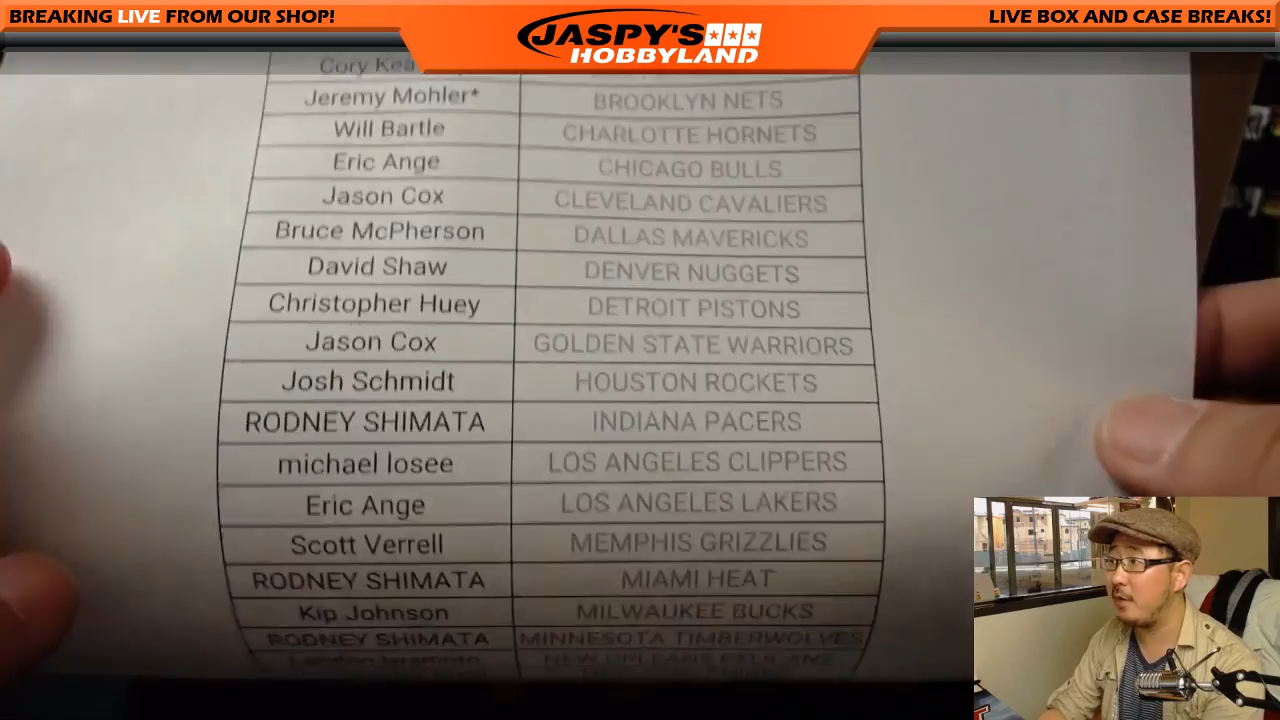 BREAKING LIVE FROM OUR SHOP!
JASPY'S
HOBBYLAND
LIVE BOX AND CASE BREAKS!
Cory
Jeremy Mohler* BROOKLYN NETS
Will Bartle CHARLOTTE HORNETS
Eric Ange CHICAGO BULLS
Jason Cox CLEVELAND CAVALIERS
Bruce McPherson DALLAS MAVERICKS
David Shaw DENVER NUGGETS
Christopher Huey DETROIT PISTONS
Jason Cox GOLDEN STATE WARRIORS
Josh Schmidt HOUSTON ROCKETS
RODNEY SHIMATA INDIANA PACERS
michael losee LOS ANGELES CLIPPERS
Eric Ange LOS ANGELES LAKERS
Scott Verrell MEMPHIS GRIZZLIES
RODNEY SHIMATA MIAMI HEAT
Kip Johnson MILWAUKEE BUCKS
RODNEY SHIMATA MINNESOTA TIMBERWOLVES
NEW ORLEANS PELICANS